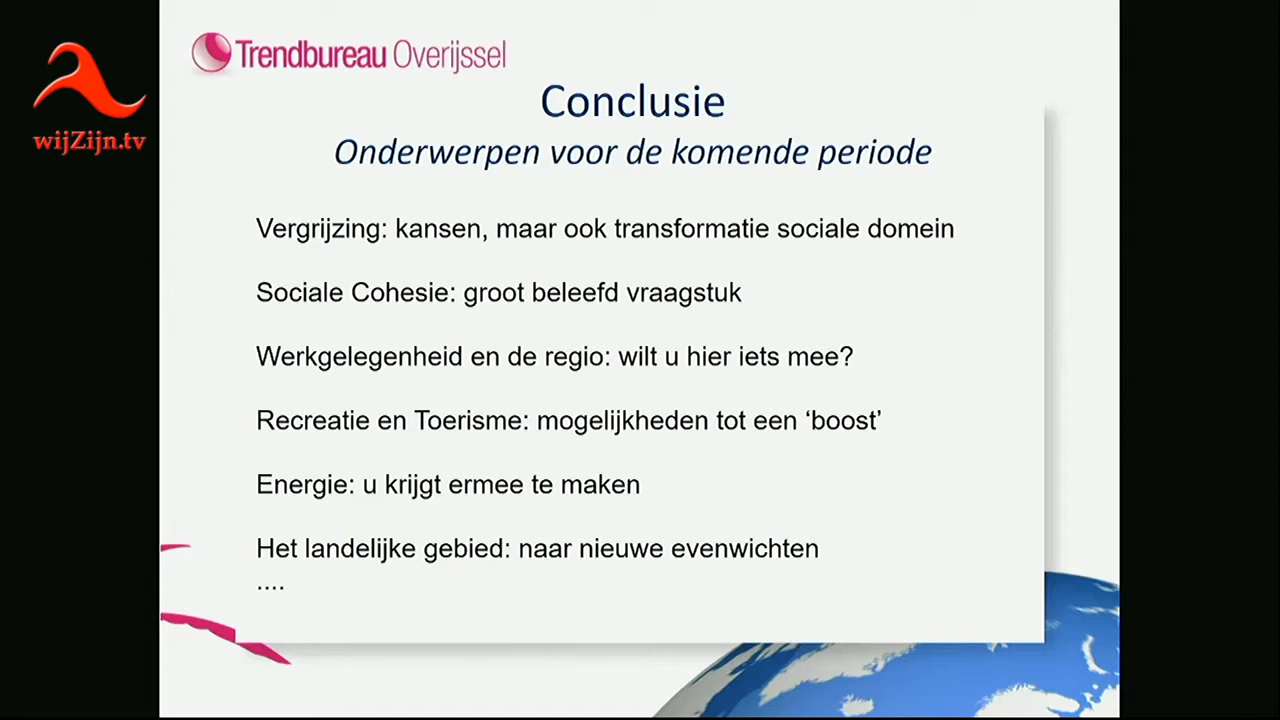 Trendbureau Overijssel
wijZijn.tv
Conclusie
Onderwerpen voor de komende periode
Vergrijzing: kansen, maar ook transformatie sociale domein
Sociale Cohesie: groot beleefd vraagstuk
Werkgelegenheid en de regio: wilt u hier iets mee?
Recreatie en Toerisme: mogelijkheden tot een ‘boost’
Energie: u krijgt ermee te maken
Het landelijke gebied: naar nieuwe evenwichten
....